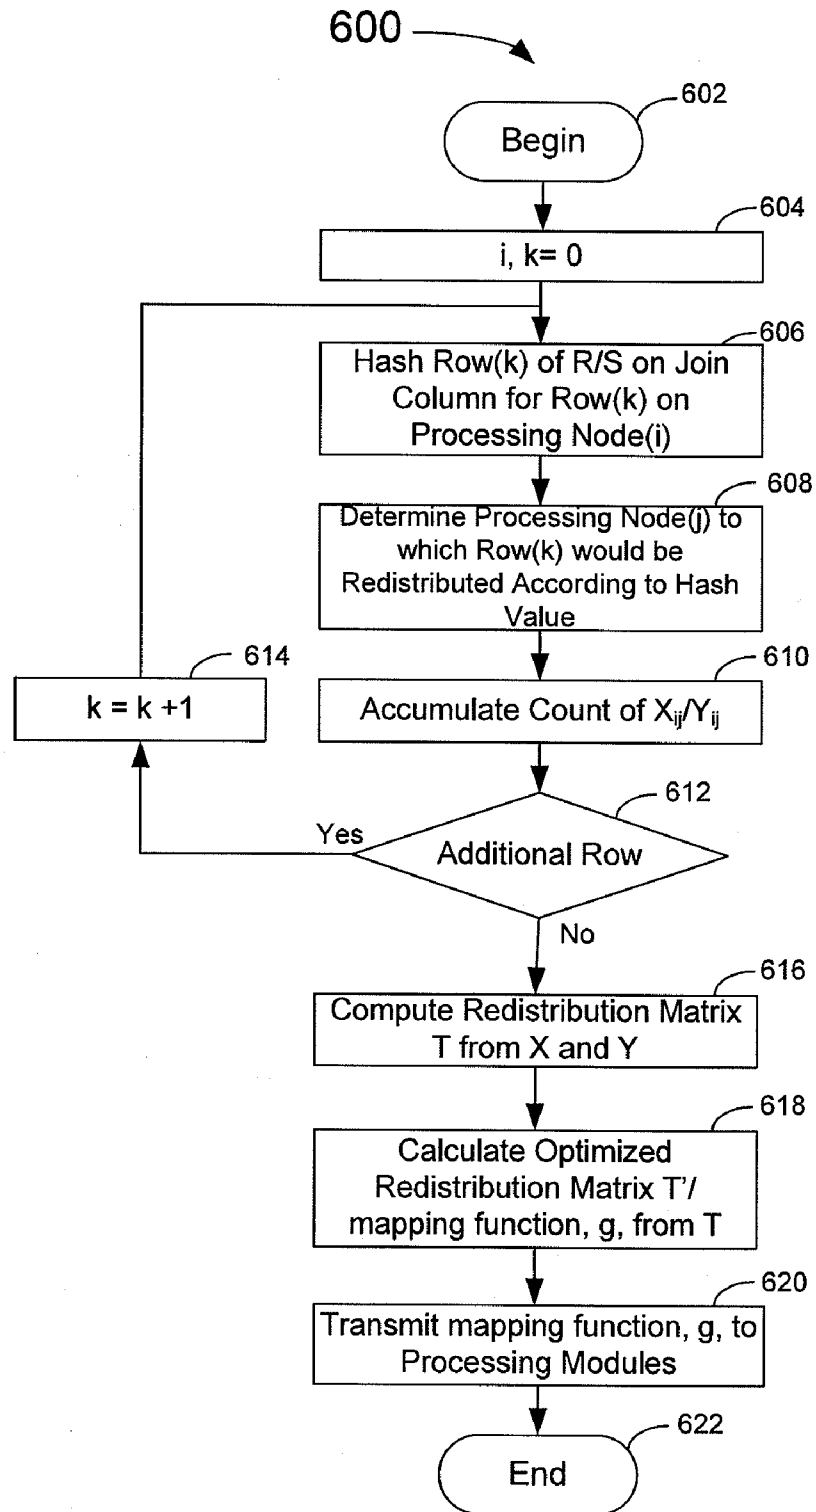 600
602
Begin
604
i, k= 0
606
Hash Row(k) of R/S on Join
Column for Row(k) on
Processing Node(i)
608
Determine Processing Node(j) to
which Row(k) would be
Redistributed According to Hash
Value
614
k = k +1
610
Accumulate Count of Xij/Yij
612
Yes
Additional Row
No
616
Compute Redistribution Matrix
T from X and Y
618
Calculate Optimized
Redistribution Matrix T'/
mapping function, g, from T
620
Transmit mapping function, g, to
Processing Modules
622
End